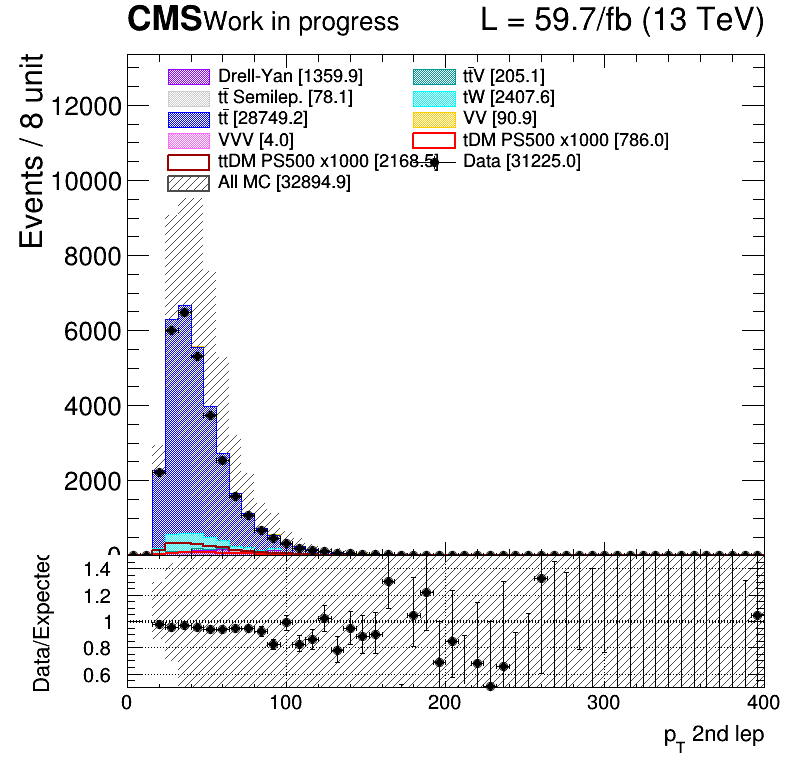 CMS Work in progress L = 59.7/fb (13 TeV)
Drell-Yan [1359.9] tt̄V [205.1]
tt̄ Semilep. [78.1] tW [2407.6]
tt̄ [28749.2] VV [90.9]
VVV [4.0] tDM PS500 x1000 [786.0]
ttDM PS500 x1000 [2168.5] Data [31225.0]
All MC [32894.9]
Events / 8 unit
12000
10000
8000
6000
4000
2000
0
Data/Expected
1.4
1.2
1
0.8
0.6
0 100 200 300 400
p_T 2nd lep